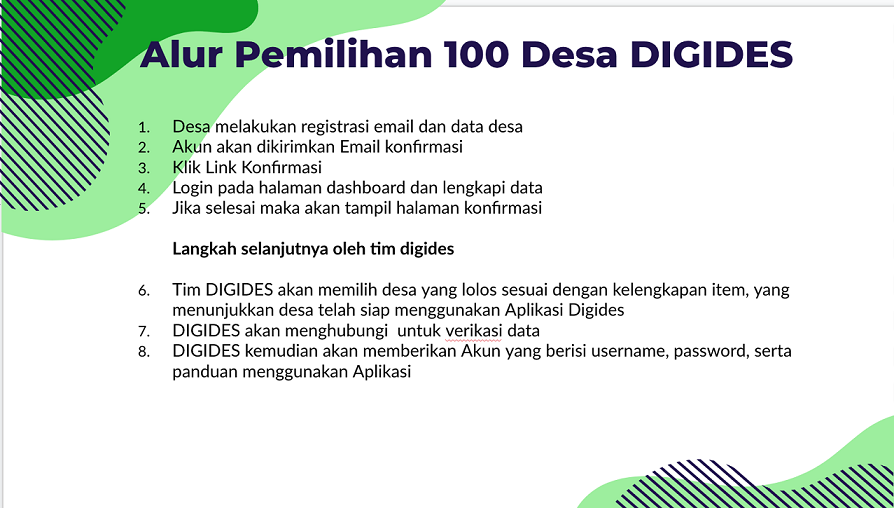 Alur Pemilihan 100 Desa DIGIDES
1. Desa melakukan registrasi email dan data desa
2. Akun akan dikirimkan Email konfirmasi
3. Klik Link Konfirmasi
4. Login pada halaman dashboard dan lengkapi data
5. Jika selesai maka akan tampil halaman konfirmasi
Langkah selanjutnya oleh tim digides
6. Tim DIGIDES akan memilih desa yang lolos sesuai dengan kelengkapan item, yang
menunjukkan desa telah siap menggunakan Aplikasi Digides
7. DIGIDES akan menghubungi  untuk verikasi data
8. DIGIDES kemudian akan memberikan Akun yang berisi username, password, serta
panduan menggunakan Aplikasi